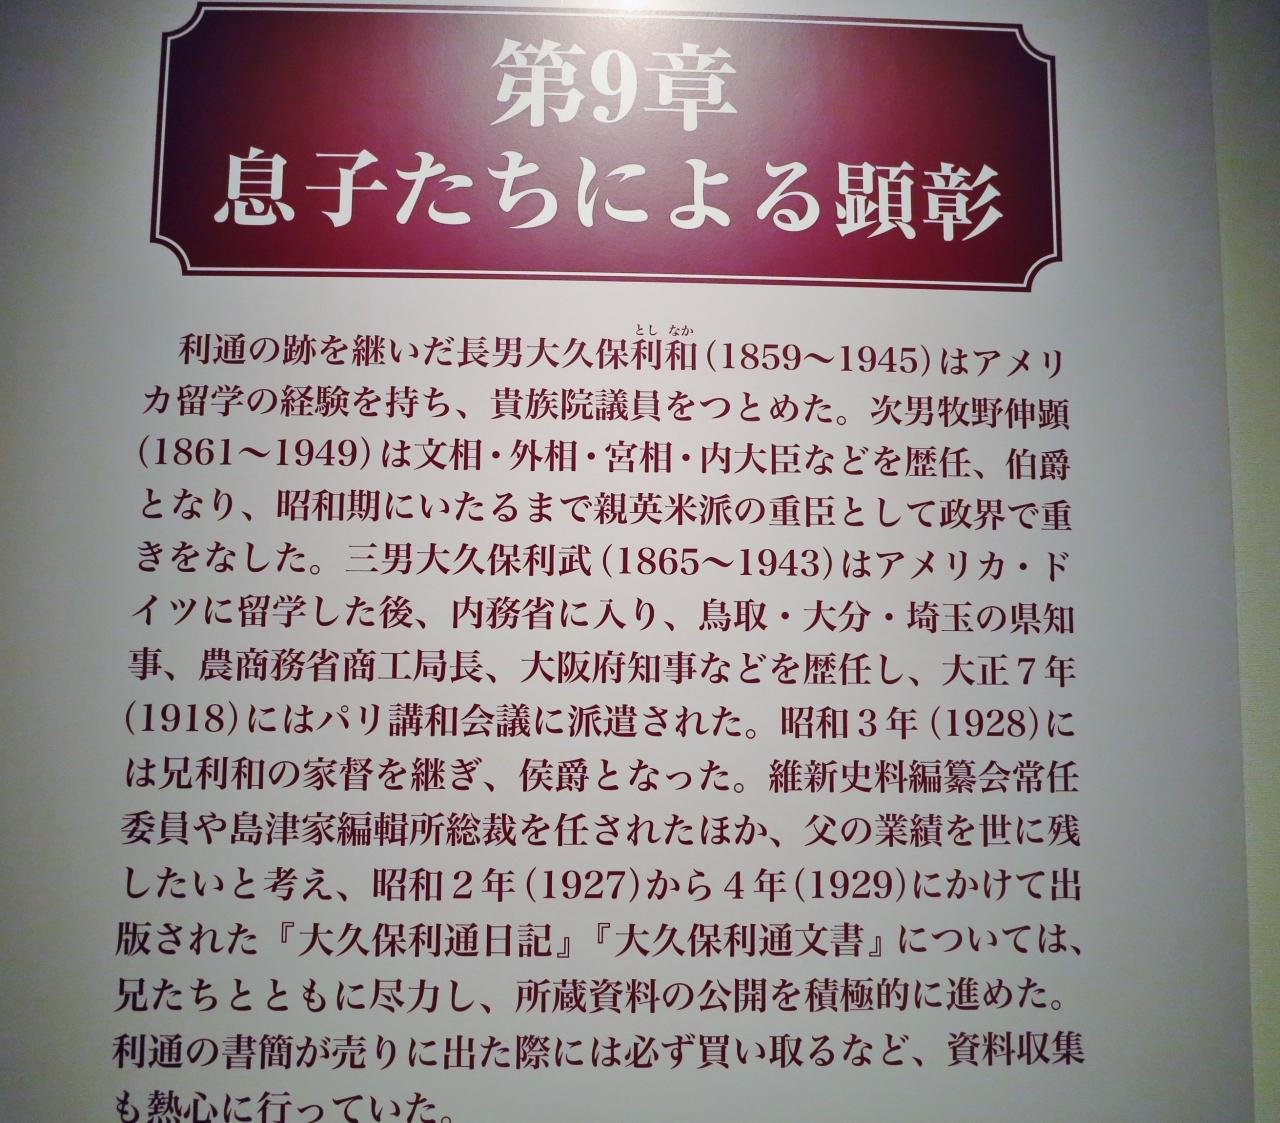 第9章
息子たちによる顕彰
とし なか
利通の跡を継いだ長男大久保利和(1859〜1945)はアメリ
カ留学の経験を持ち、貴族院議員をつとめた。次男牧野伸顕
(1861〜1949)は文相・外相・宮相・内大臣などを歴任、伯爵
となり、昭和期にいたるまで親英米派の重臣として政界で重
きをなした。三男大久保利武(1865〜1943)はアメリカ・ド
イツに留学した後、内務省に入り、鳥取・大分・埼玉の県知
事、農商務省商工局長、大阪府知事などを歴任し、大正7年
(1918)にはパリ講和会議に派遣された。昭和3年(1928)に
は兄利和の家督を継ぎ、侯爵となった。維新史料編纂会常任
委員や島津家編輯所総裁を任されたほか、父の業績を世に残
したいと考え、昭和2年(1927)から4年(1929)にかけて出
版された『大久保利通日記』『大久保利通文書』については、
兄たちとともに尽力し、所蔵資料の公開を積極的に進めた。
利通の書簡が売りに出た際には必ず買い取るなど、資料収集
も熱心に行っていた。